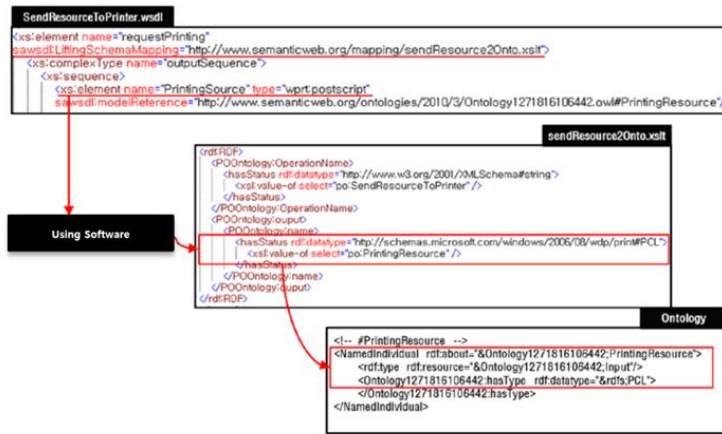 SendResourceToPrinter.wsdl
<xs:element name="requestPrinting"
sawsdl:LiftingSchemaMapping="http://www.semanticweb.org/mapping/sendResource2Onto.xslt">
<xs:complexType name="outputSequence">
<xs:sequence>
<xs:element name="PrintingSource" type="wprt:postscript"
sawsdl:modelReference="http://www.semanticweb.org/ontologies/2010/3/Ontology1271816106442.owl#PrintingResource"/
sendResource2Onto.xslt
<rdf:RDF>
<POOntology:OperationName>
<hasStatus rdf:datatype="http://www.w3.org/2001/XMLSchema#string">
<xsl:value-of select="po:SendResourceToPrinter" />
</hasStatus>
</POOntology:OperationName>
<POOntology:ouput>
<POOntology:name>
<hasStatus rdf:datatype="http://schemas.microsoft.com/windows/2006/08/wdp/print#PCL">
<xsl:value-of select="po:PrintingResource" />
</hasStatus>
</POOntology:name>
</POOntology:ouput>
</rdf:RDF>
Using Software
Ontology
<!-- #PrintingResource -->
<NamedIndividual rdf:about="&Ontology1271816106442;PrintingResource">
<rdf:type rdf:resource="&Ontology1271816106442;Input"/>
<Ontology1271816106442:hasType rdf:datatype="&rdfs;PCL">
</Ontology1271816106442:hasType>
</NamedIndividual>